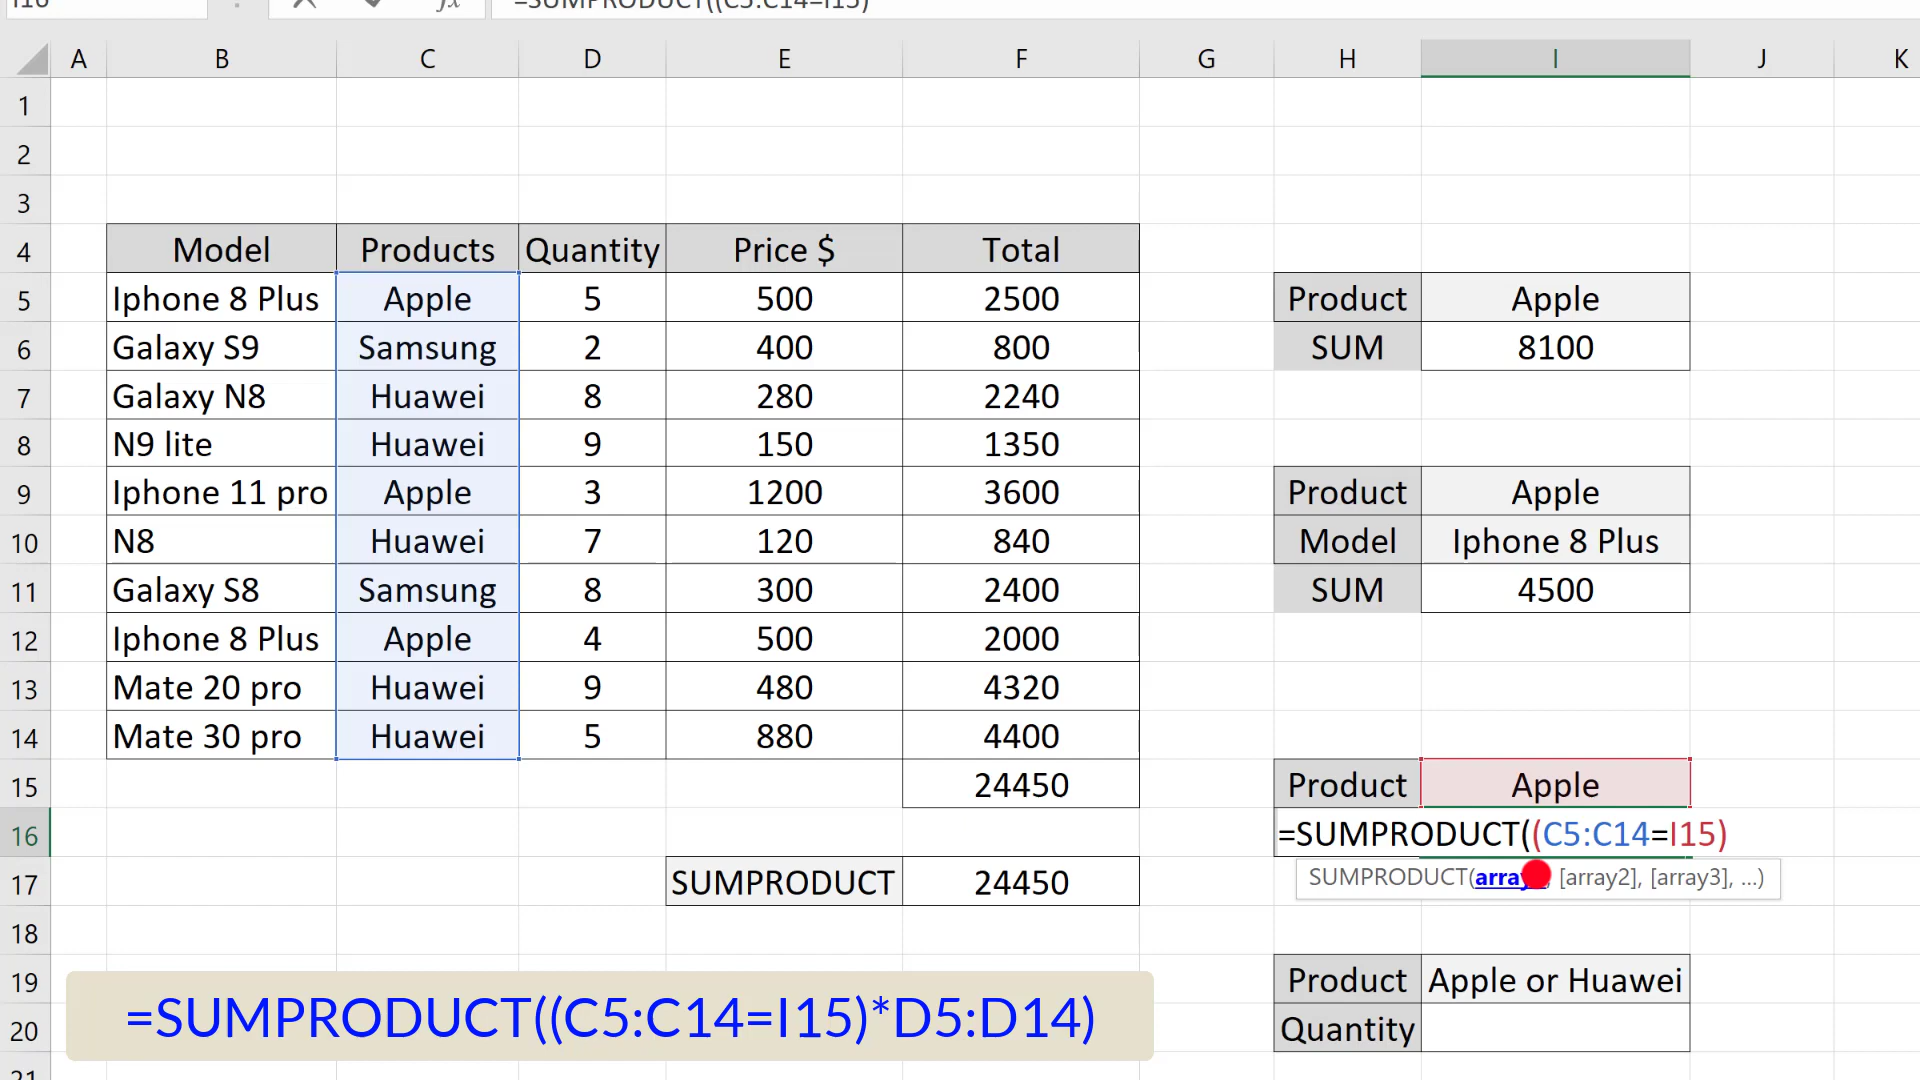 I16 fx =SUMPRODUCT((C5:C14=I15)
A B C D E F G H I J K
1
2
3
4 Model Products Quantity Price $ Total
5 Iphone 8 Plus Apple 5 500 2500 Product Apple
6 Galaxy S9 Samsung 2 400 800 SUM 8100
7 Galaxy N8 Huawei 8 280 2240
8 N9 lite Huawei 9 150 1350
9 Iphone 11 pro Apple 3 1200 3600 Product Apple
10 N8 Huawei 7 120 840 Model Iphone 8 Plus
11 Galaxy S8 Samsung 8 300 2400 SUM 4500
12 Iphone 8 Plus Apple 4 500 2000
13 Mate 20 pro Huawei 9 480 4320
14 Mate 30 pro Huawei 5 880 4400
15 24450 Product Apple
16 =SUMPRODUCT((C5:C14=I15)
17 SUMPRODUCT 24450 SUMPRODUCT( [array2], [array3], ...)
18
19 Product Apple or Huawei
=SUMPRODUCT((C5:C14=I15)*D5:D14)
20 Quantity
21